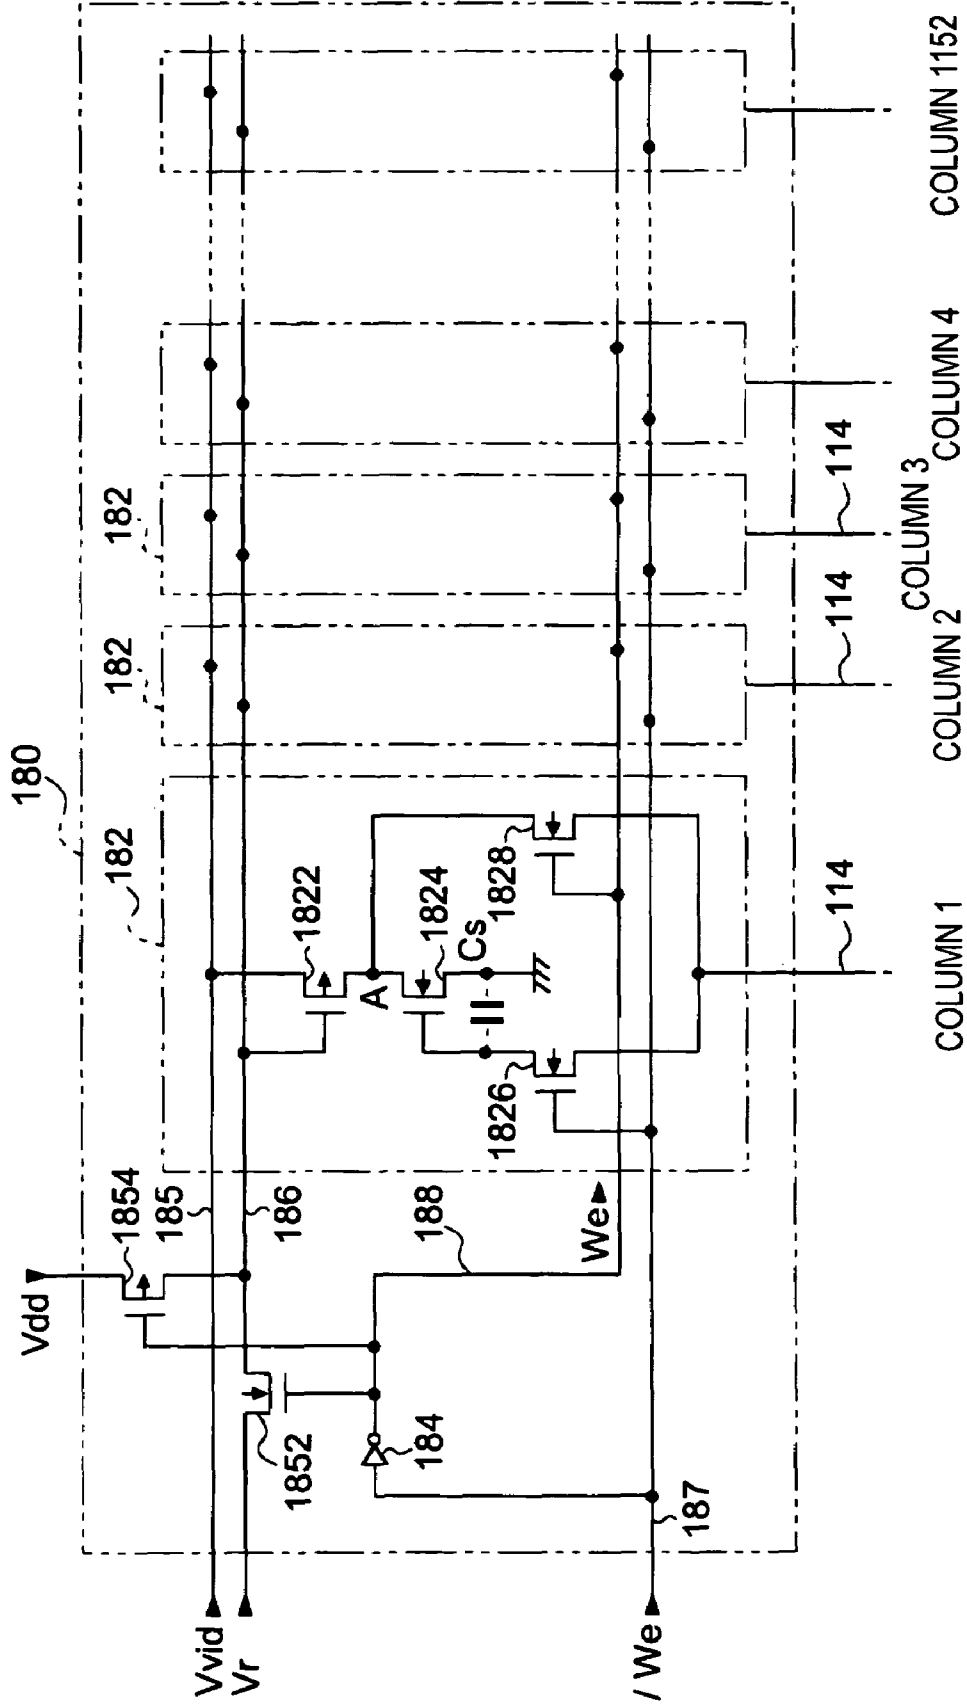 180
182
182
182
Vdd
1854
185
186
1822
A
1824
Cs
1828
1826
1852
184
188
We
187
Vvid
Vr
/ We
114
114
114
COLUMN 1
COLUMN 2
COLUMN 3
COLUMN 4
COLUMN 1152